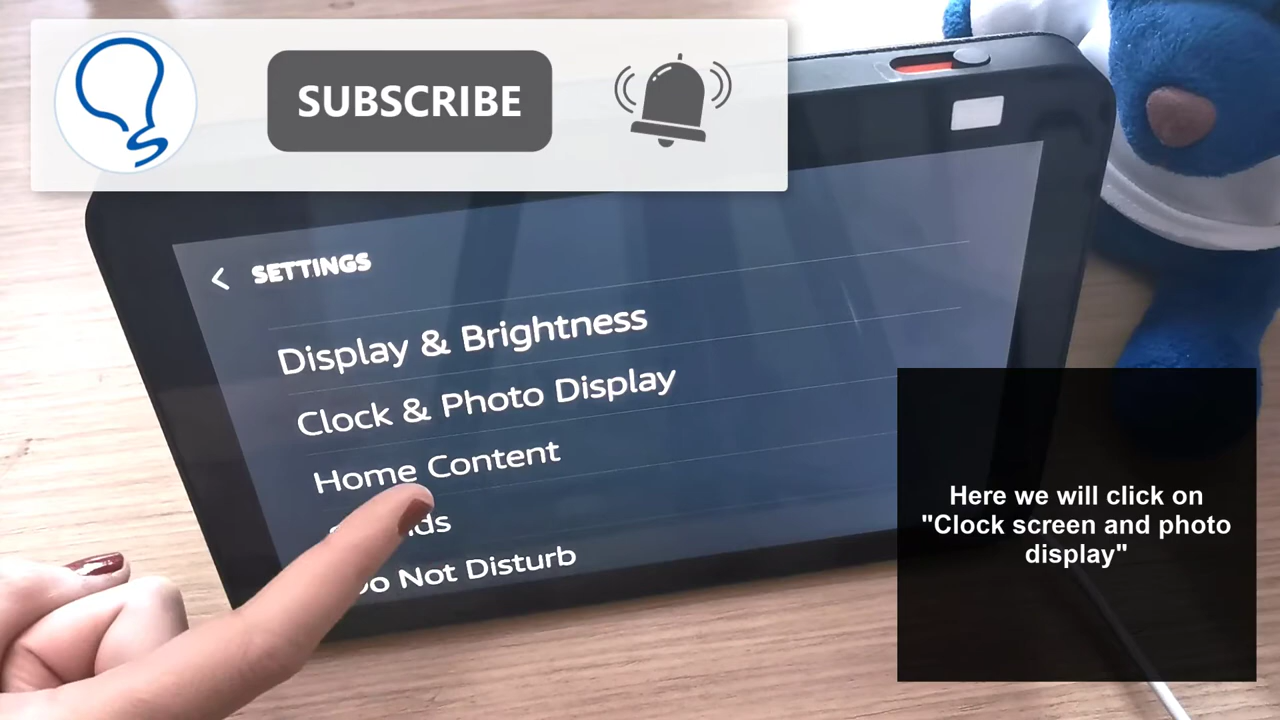 SUBSCRIBE
SETTINGS
Display & Brightness
Clock & Photo Display
Home Content
Do Not Disturb
Here we will click on
"Clock screen and photo
display"